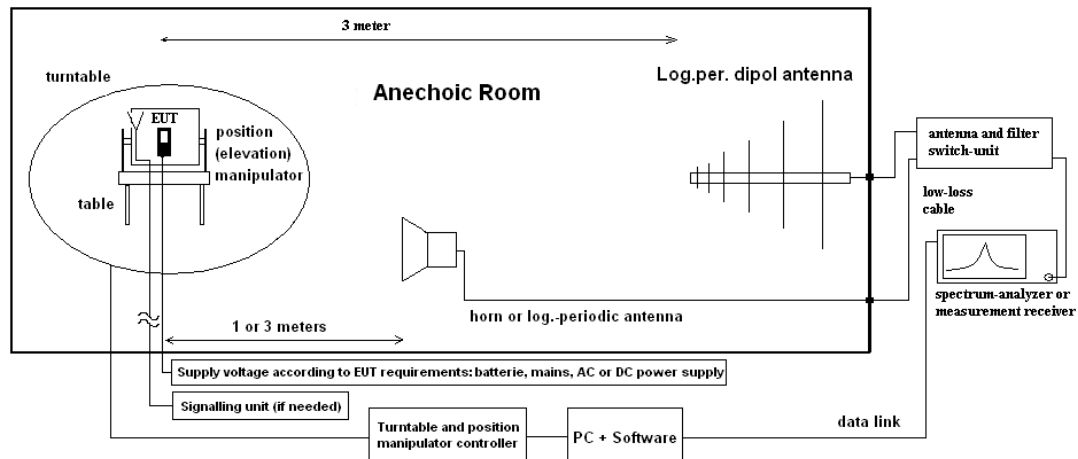 3 meter
turntable
Log.per. dipol antenna
Anechoic Room
EUT
position
(elevation)
manipulator
table
antenna and filter
switch-unit
low-loss
cable
spectrum-analyzer or
measurement receiver
horn or log.-periodic antenna
1 or 3 meters
Supply voltage according to EUT requirements: batterie, mains, AC or DC power supply
Signalling unit (if needed)
Turntable and position
manipulator controller
PC + Software
data link